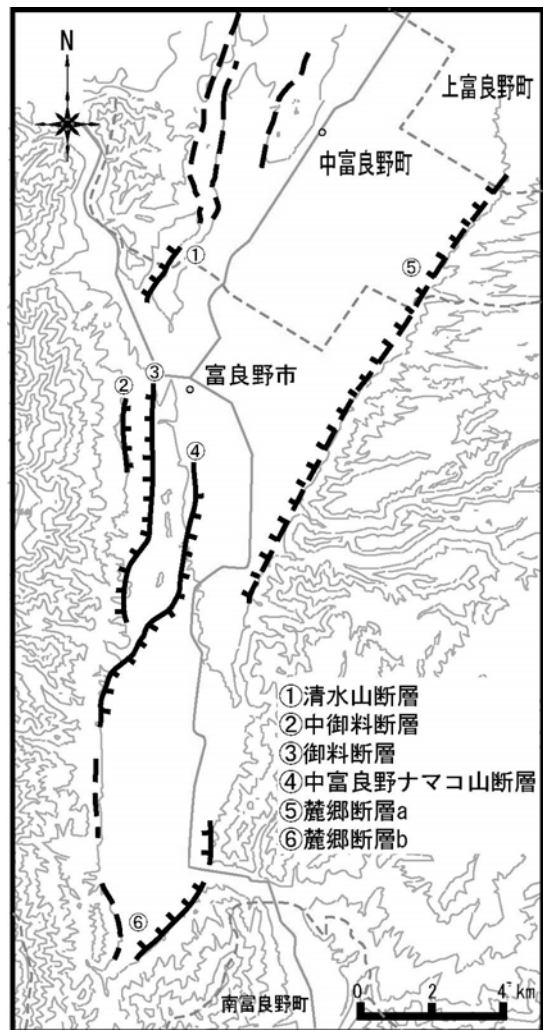 N
上富良野町
中富良野町
①
⑤
富良野市
②
③
④
①清水山断層
②中御料断層
③御料断層
④中富良野ナマコ山断層
⑤麓郷断層a
⑥麓郷断層b
⑥
南富良野町
0 2 4 km